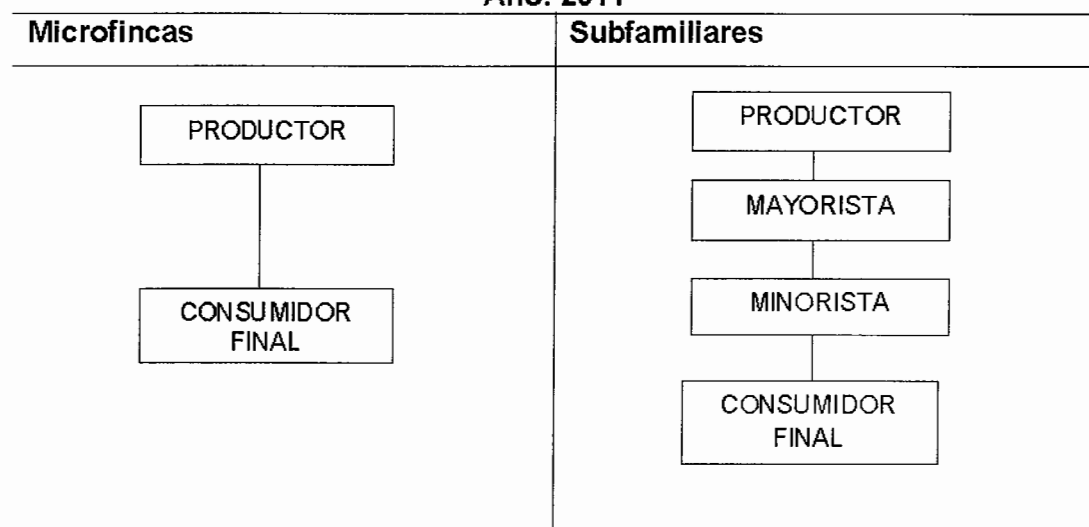 Microfincas
Subfamiliares
PRODUCTOR
CONSUMIDOR
FINAL
PRODUCTOR
MAYORISTA
MINORISTA
CONSUMIDOR
FINAL